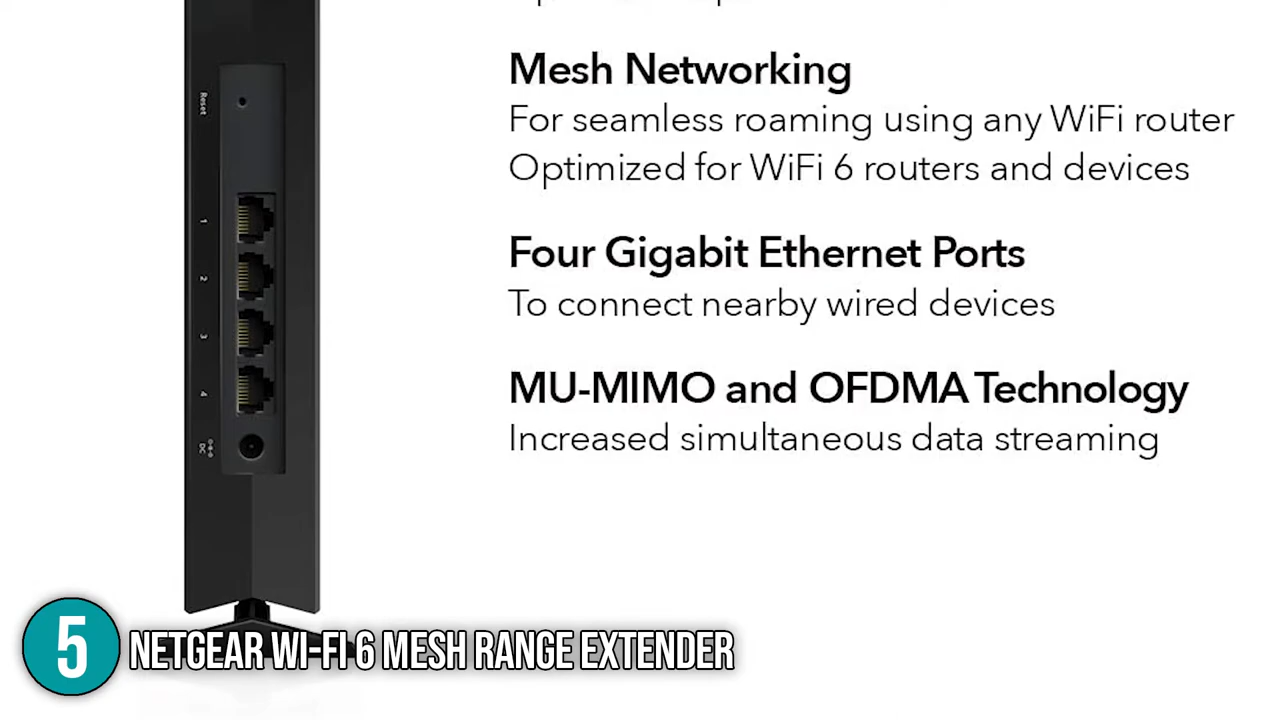 Mesh Networking
For seamless roaming using any WiFi router
Optimized for WiFi 6 routers and devices
Four Gigabit Ethernet Ports
To connect nearby wired devices
MU-MIMO and OFDMA Technology
Increased simultaneous data streaming
Reset
1
2
3
4
DC
5
NETGEAR WI-FI 6 MESH RANGE EXTENDER